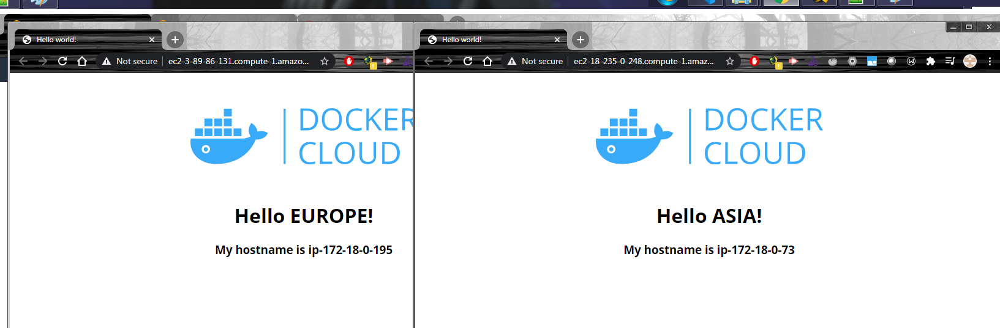 Hello world!
Not secure
ec2-3-89-86-131.compute-1.amazo...
DOCKER
CLOUD
Hello EUROPE!
My hostname is ip-172-18-0-195
Hello world!
Not secure
ec2-18-235-0-248.compute-1.amaz...
DOCKER
CLOUD
Hello ASIA!
My hostname is ip-172-18-0-73